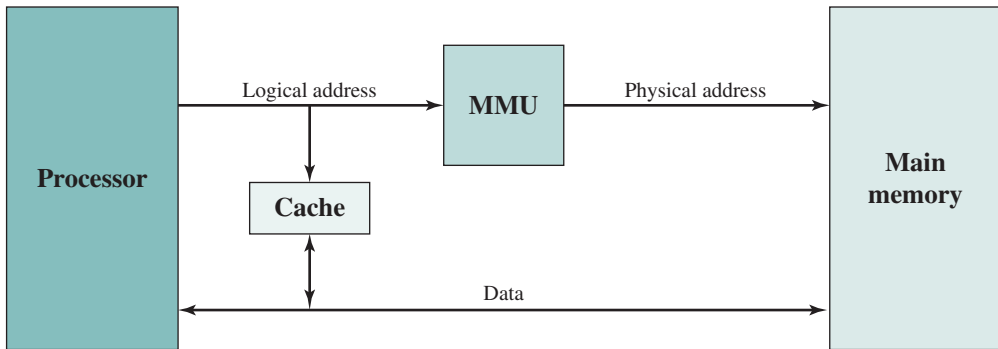 Logical address
MMU
Physical address
Processor
Cache
Main
memory
Data